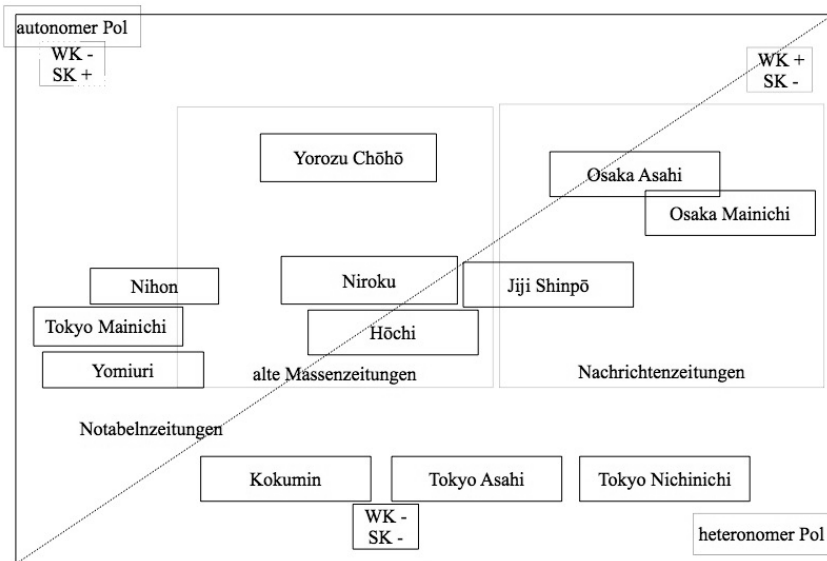 autonomer Pol
WK -
SK +
WK +
SK -
Yorozu Chōhō
Osaka Asahi
Osaka Mainichi
Nihon
Niroku
Jiji Shinpō
Tokyo Mainichi
Hōchi
Yomiuri
alte Massenzeitungen
Nachrichtenzeitungen
Notabelnzeitungen
Kokumin
Tokyo Asahi
Tokyo Nichinichi
WK -
SK -
heteronomer Pol